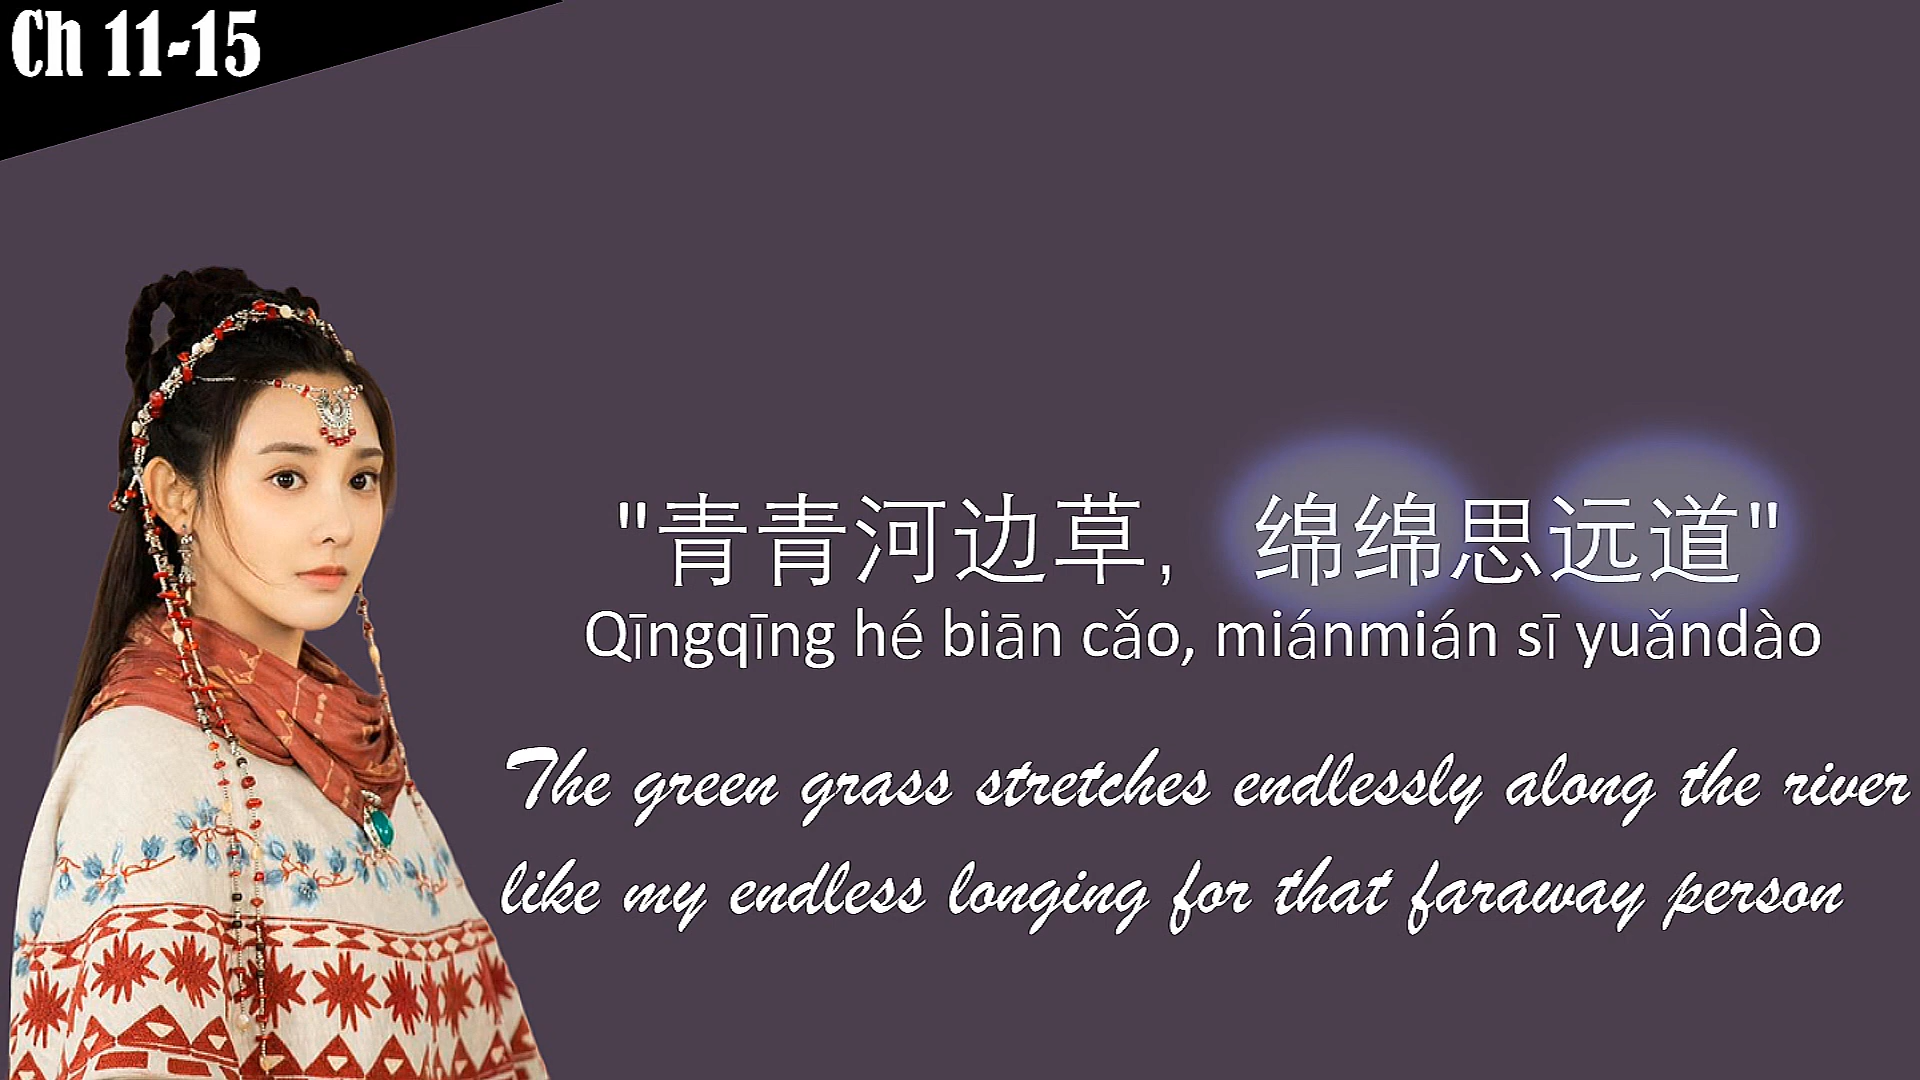 Ch 11-15
"青青河边草，绵绵思远道"
Qīngqīng hé biān cǎo, miánmián sī yuǎndào
The green grass stretches endlessly along the river
like my endless longing for that faraway person